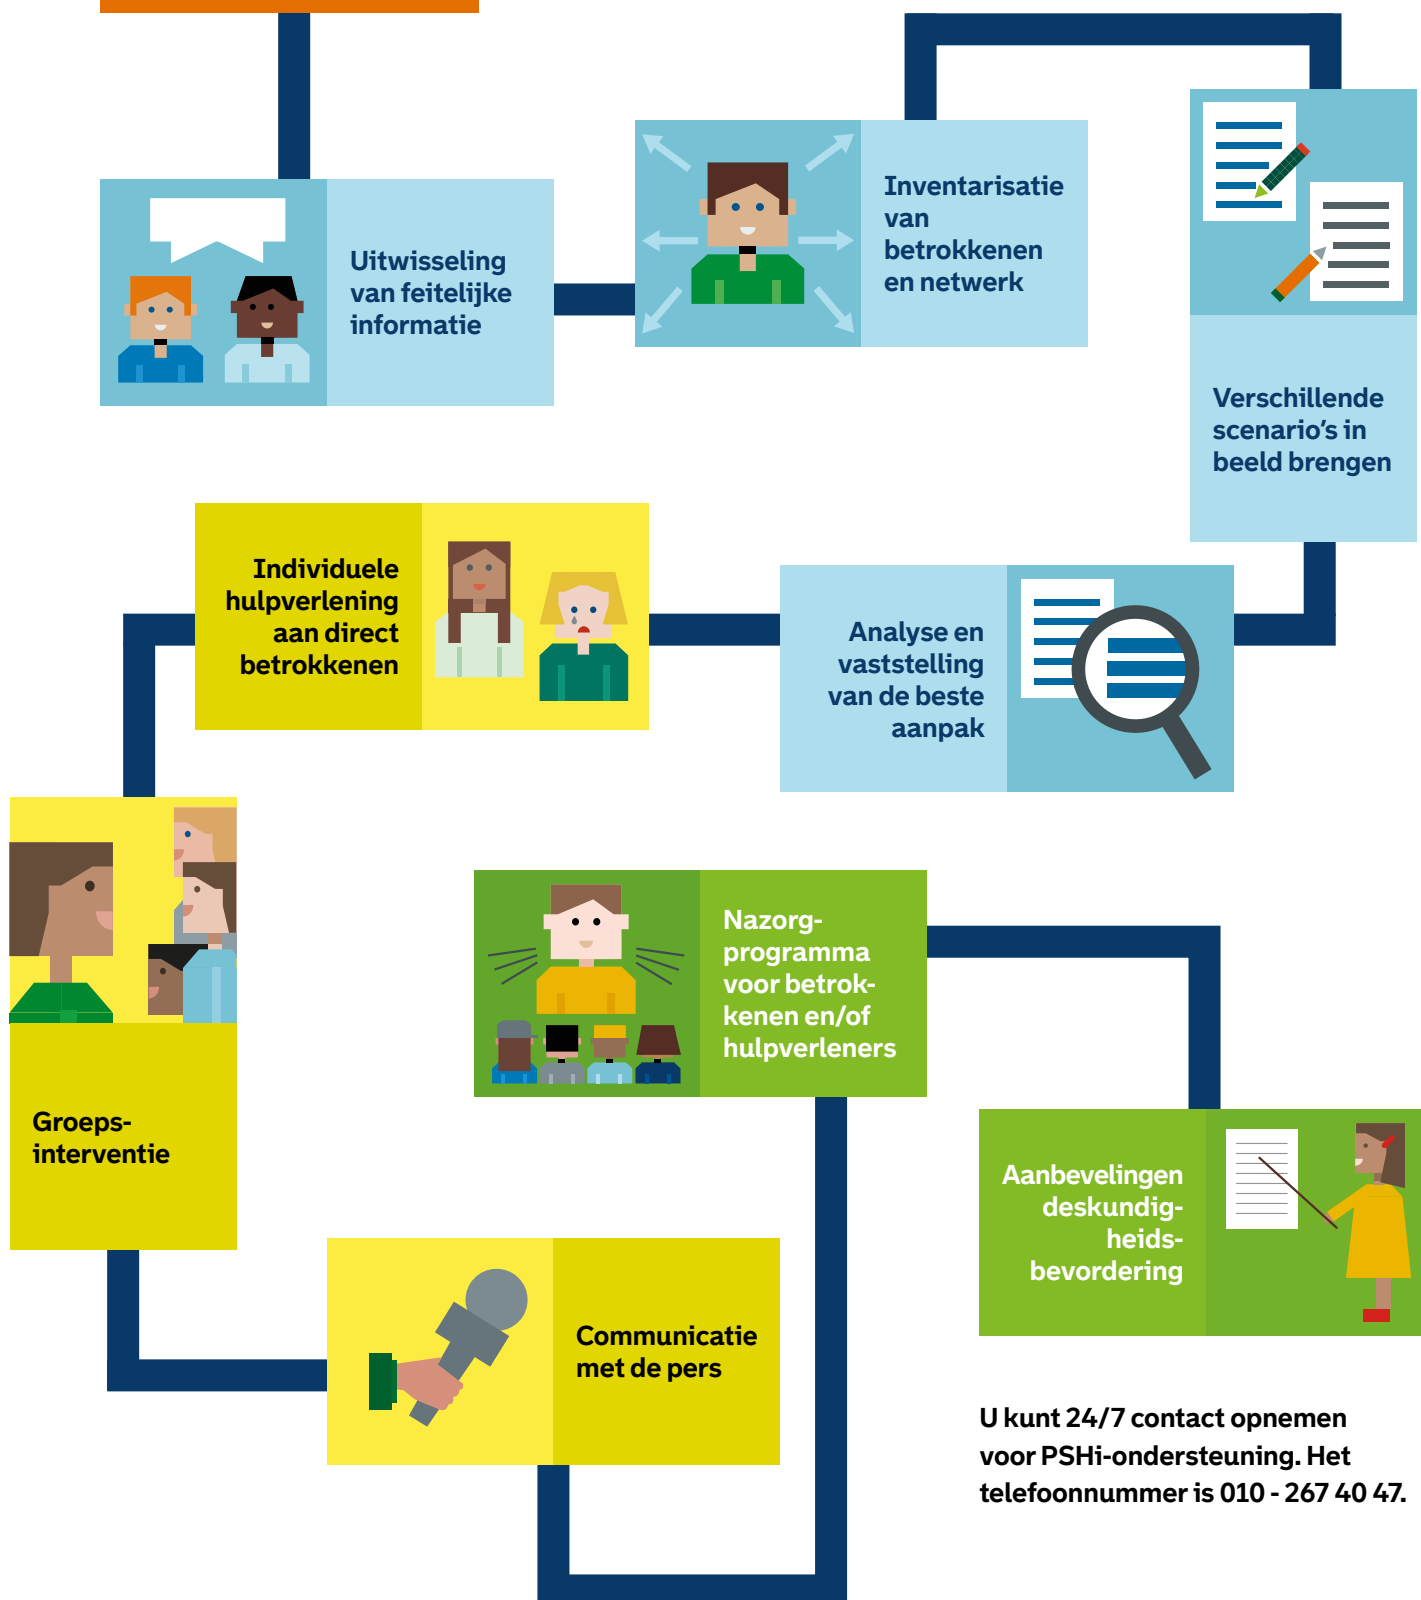 Uitwisseling
van feitelijke
informatie
Inventarisatie
van
betrokkenen
en netwerk
Verschillende
scenario's in
beeld brengen
Analyse en
vaststelling
van de beste
aanpak
Individuele
hulpverlening
aan direct
betrokkenen
Groeps-
interventie
Communicatie
met de pers
Nazorg-
programma
voor betrok-
kenen en/of
hulpverleners
Aanbevelingen
deskundig-
heids-
bevordering
U kunt 24/7 contact opnemen
voor PSHi-ondersteuning. Het
telefoonnummer is 010 - 267 40 47.